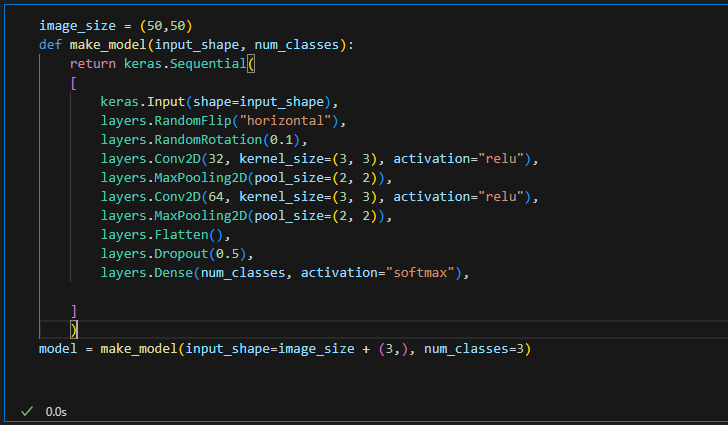 image_size = (50,50)
def make_model(input_shape, num_classes):
    return keras.Sequential(
    [
        keras.Input(shape=input_shape),
        layers.RandomFlip("horizontal"),
        layers.RandomRotation(0.1),
        layers.Conv2D(32, kernel_size=(3, 3), activation="relu"),
        layers.MaxPooling2D(pool_size=(2, 2)),
        layers.Conv2D(64, kernel_size=(3, 3), activation="relu"),
        layers.MaxPooling2D(pool_size=(2, 2)),
        layers.Flatten(),
        layers.Dropout(0.5),
        layers.Dense(num_classes, activation="softmax"),
    ]
    )
model = make_model(input_shape=image_size + (3,), num_classes=3)
✓ 0.0s